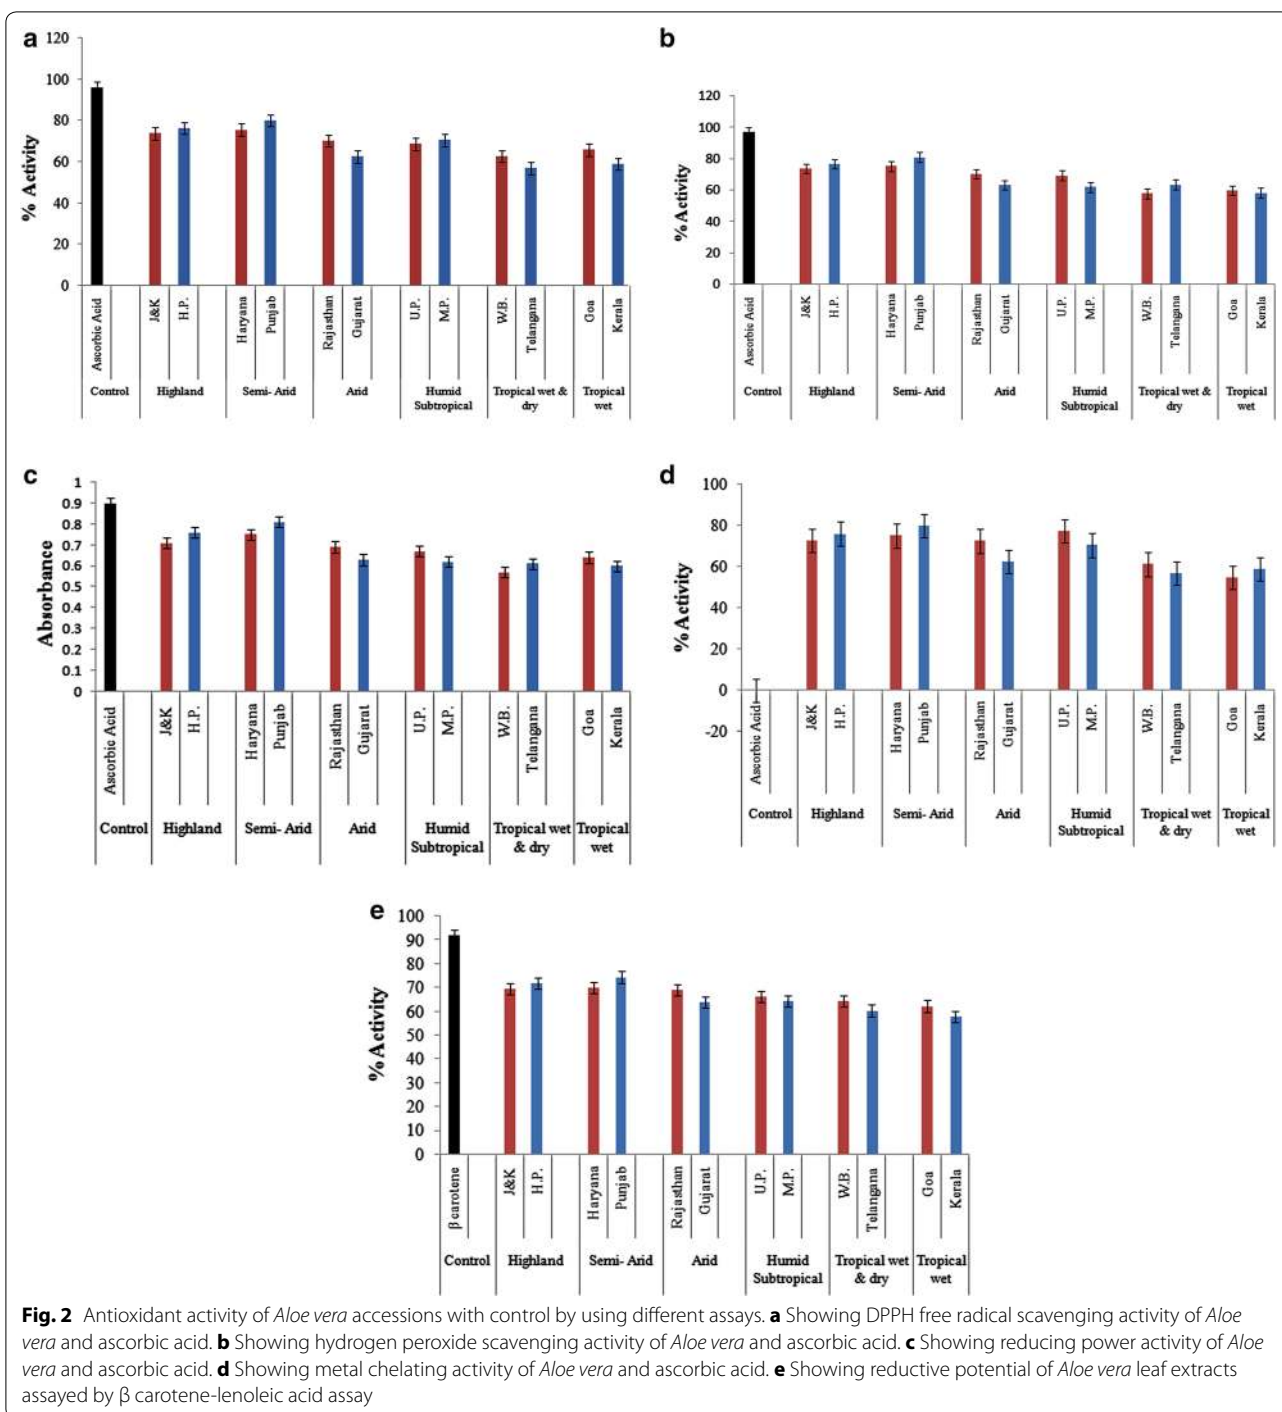 a
120
100
80
60
40
20
0
% Activity
Ascorbic Acid
J&K
H.P.
Haryana
Punjab
Rajasthan
Gujarat
U.P.
M.P.
W.B.
Telangana
Goa
Kerala
Control Highland Semi- Arid Arid Humid Tropical wet & Tropical
Subtropical dry wet
b
120
100
80
60
40
20
0
% Activity
Ascorbic Acid
J&K
H.P.
Haryana
Punjab
Rajasthan
Gujarat
U.P.
M.P.
W.B.
Telangana
Goa
Kerala
Control Highland Semi- Arid Arid Humid Tropical wet & Tropical
Subtropical dry wet
c
1
0.9
0.8
0.7
0.6
0.5
0.4
0.3
0.2
0.1
0
Absorbance
Ascorbic Acid
J&K
H.P.
Haryana
Punjab
Rajasthan
Gujarat
U.P.
M.P.
W.B.
Telangana
Goa
Kerala
Control Highland Semi- Arid Arid Humid Tropical wet Tropical
Subtropical & dry wet
d
100
80
60
40
20
0
-20
% Activity
Ascorbic Acid
J&K
H.P.
Haryana
Punjab
Rajasthan
Gujarat
U.P.
M.P.
W.B.
Telangana
Goa
Kerala
Control Highland Semi- Arid Arid Humid Tropical wet Tropical
Subtropical & dry wet
e
100
90
80
70
60
50
40
30
20
10
0
% Activity
β carotene
J&K
H.P.
Haryana
Punjab
Rajasthan
Gujarat
U.P.
M.P.
W.B.
Telangana
Goa
Kerala
Control Highland Semi- Arid Arid Humid Tropical wet Tropical
Subtropical & dry wet
Fig. 2 Antioxidant activity of Aloe vera accessions with control by using different assays. a Showing DPPH free radical scavenging activity of Aloe
vera and ascorbic acid. b Showing hydrogen peroxide scavenging activity of Aloe vera and ascorbic acid. c Showing reducing power activity of Aloe
vera and ascorbic acid. d Showing metal chelating activity of Aloe vera and ascorbic acid. e Showing reductive potential of Aloe vera leaf extracts
assayed by β carotene-lenoleic acid assay